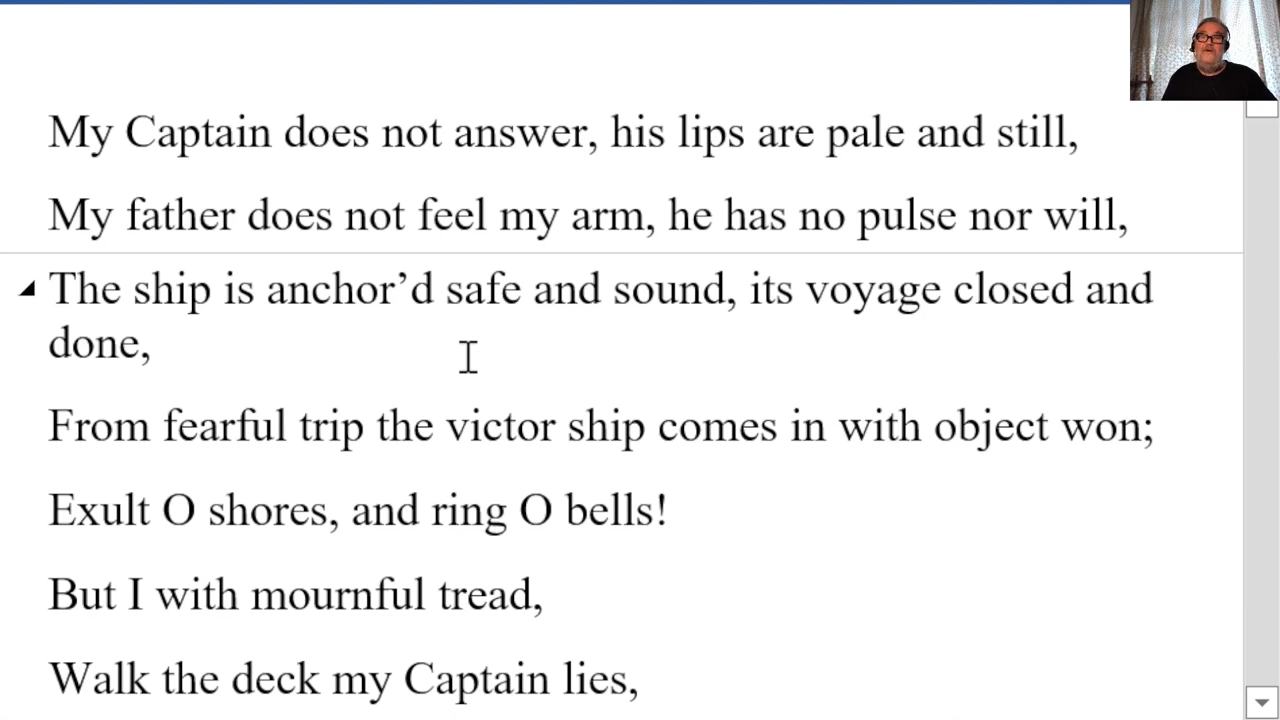 My Captain does not answer, his lips are pale and still,
My father does not feel my arm, he has no pulse nor will,
The ship is anchor’d safe and sound, its voyage closed and
done,
From fearful trip the victor ship comes in with object won;
Exult O shores, and ring O bells!
But I with mournful tread,
Walk the deck my Captain lies,